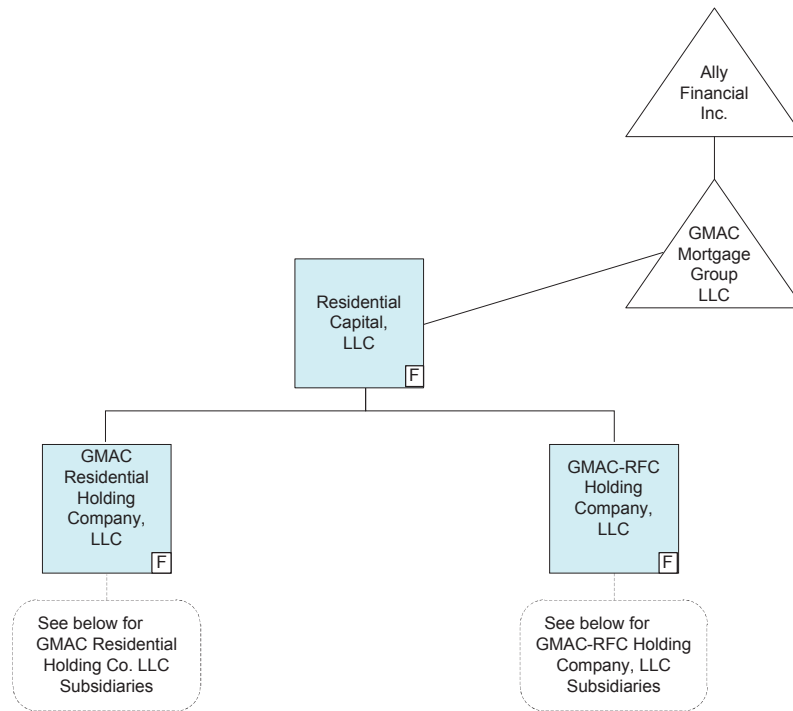 Ally
Financial
Inc.
GMAC
Mortgage
Group
LLC
Residential
Capital,
LLC
F
GMAC
Residential
Holding
Company,
LLC
F
GMAC-RFC
Holding
Company,
LLC
F
See below for
GMAC Residential
Holding Co. LLC
Subsidiaries
See below for
GMAC-RFC Holding
Company, LLC
Subsidiaries